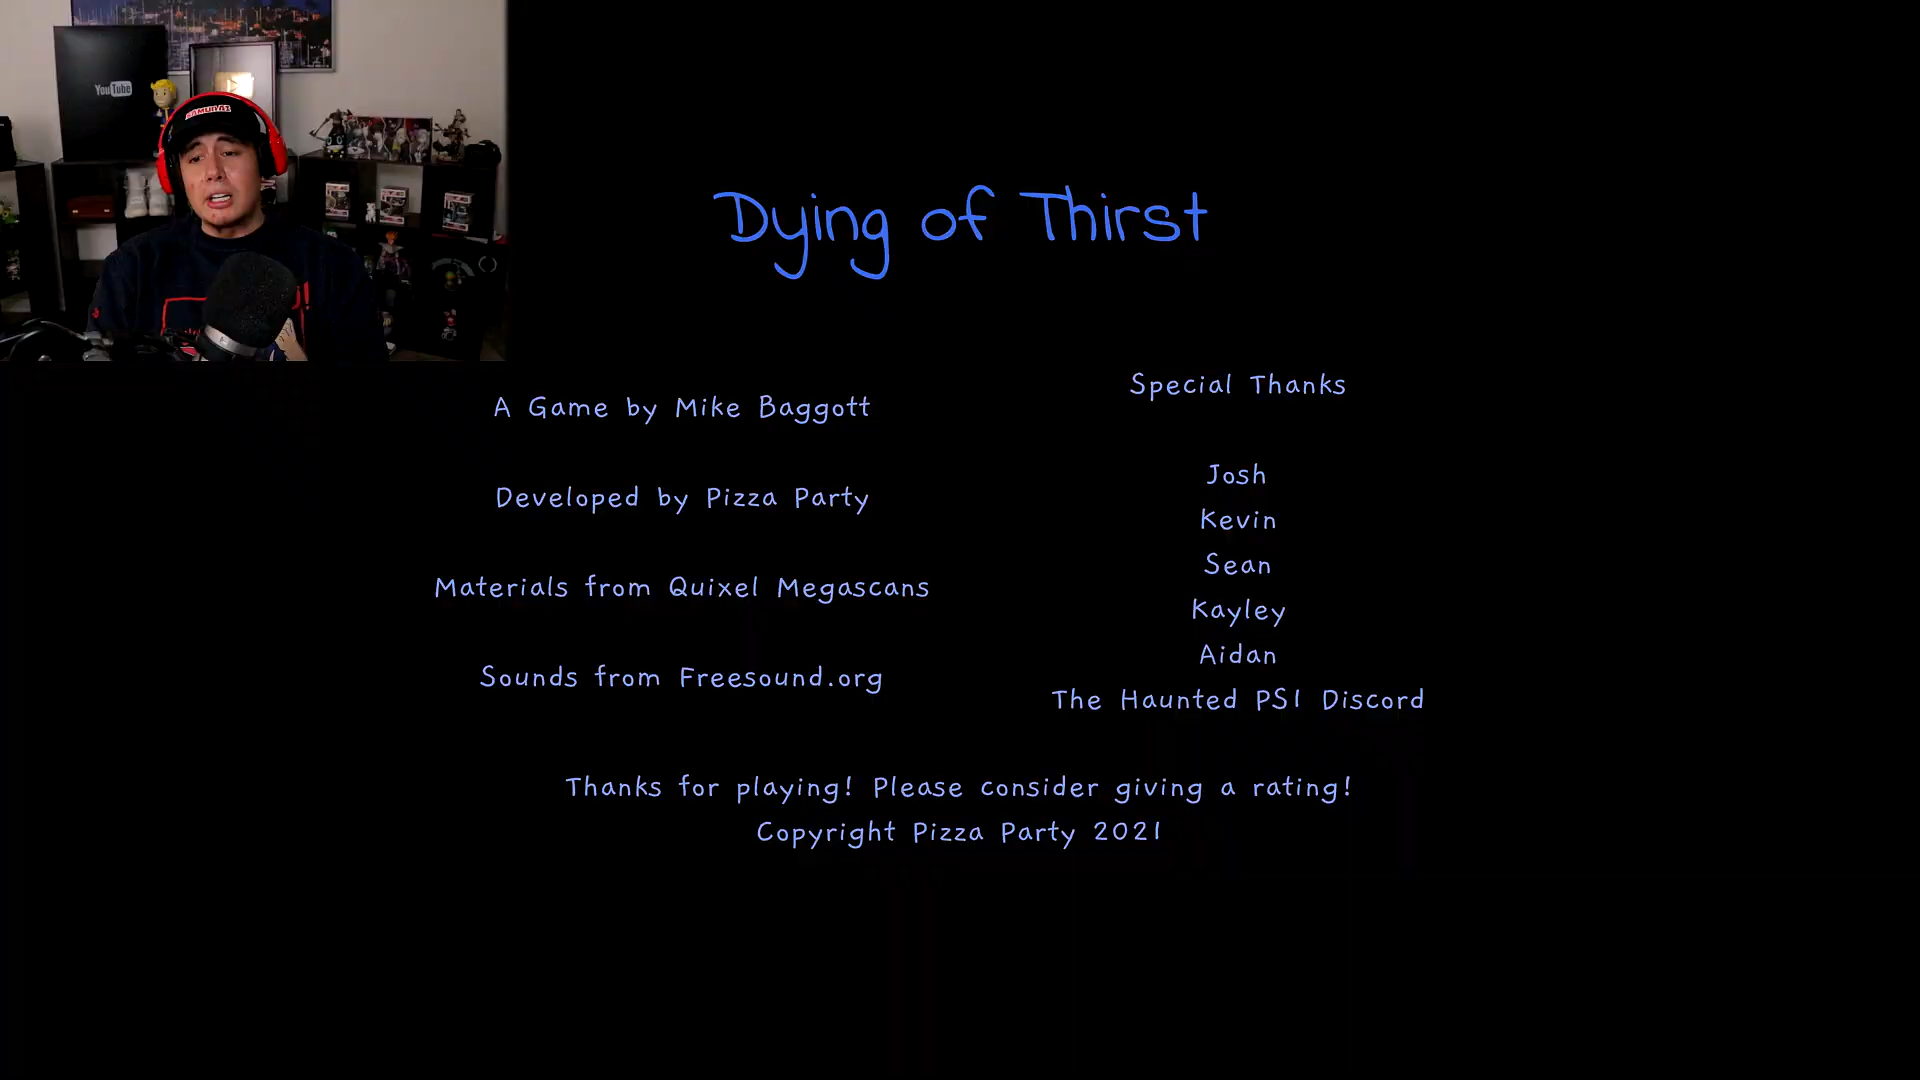 YouTube
SAMURAI
Dying of Thirst
A Game by Mike Baggott
Developed by Pizza Party
Materials from Quixel Megascans
Sounds from Freesound.org
Special Thanks
Josh
Kevin
Sean
Kayley
Aidan
The Haunted PS1 Discord
Thanks for playing! Please consider giving a rating!
Copyright Pizza Party 2021